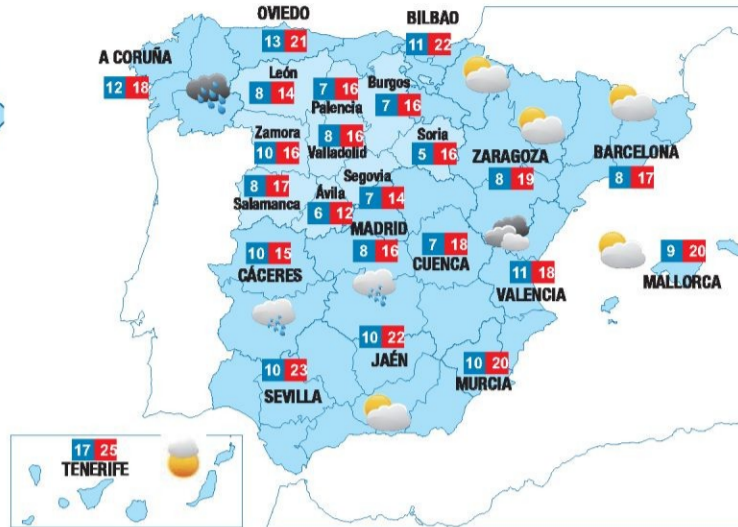 OVIEDO
13 21
BILBAO
11 22
A CORUÑA
12 18
León
8 14
7 16
Palencia
Burgos
7 16
Zamora
10 16
8 16
Valladolid
Soria
5 16
ZARAGOZA
8 19
BARCELONA
8 17
8 17
Salamanca
Ávila
6 12
Segovia
7 14
MADRID
8 16
7 18
CUENCA
9 20
MALLORCA
10 15
CÁCERES
11 18
VALENCIA
10 22
JAÉN
10 20
MURCIA
10 23
SEVILLA
17 25
TENERIFE